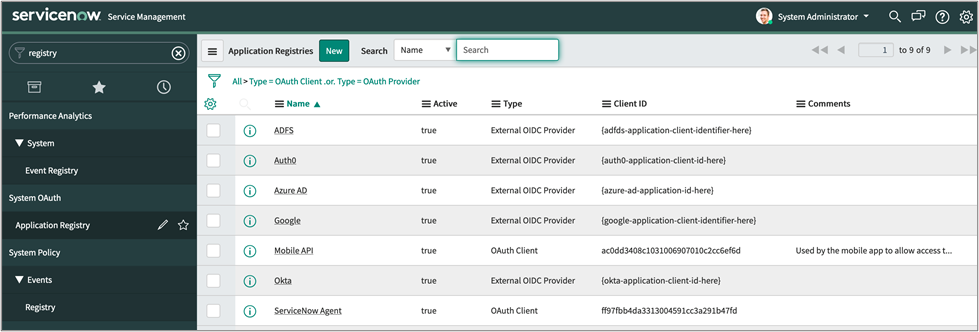 servicenow Service Management
System Administrator
registry
Application Registries New Search Name Search
1 to 9 of 9
All > Type = OAuth Client .or. Type = OAuth Provider
Performance Analytics
System
Event Registry
System OAuth
Application Registry
System Policy
Events
Registry
Name Active Type Client ID Comments
ADFS true External OIDC Provider {adfds-application-client-identifier-here}
Auth0 true External OIDC Provider {auth0-application-client-id-here}
Azure AD true External OIDC Provider {azure-ad-application-id-here}
Google true External OIDC Provider {google-application-client-identifier-here}
Mobile API true OAuth Client ac0dd3408c1031006907010c2cc6ef6d Used by the mobile app to allow access t...
Okta true External OIDC Provider {okta-application-client-id-here}
ServiceNow Agent true OAuth Client ff97fbb4da3313004591cc3a291b47fd